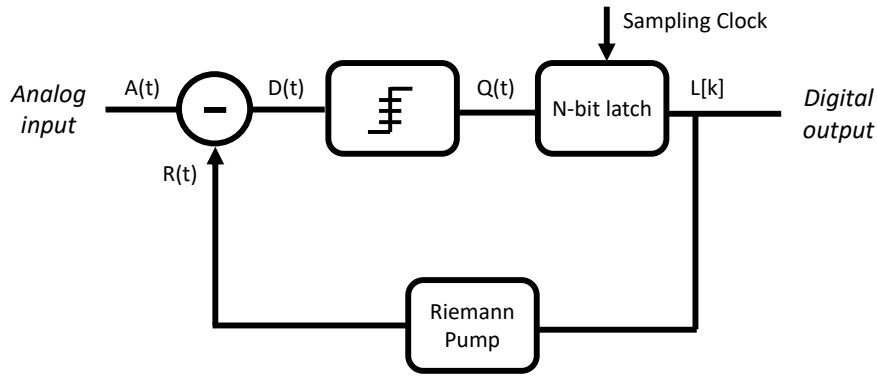 Sampling Clock
Analog
input
A(t)
-
D(t)
Q(t)
N-bit latch
L[k]
Digital
output
R(t)
Riemann
Pump